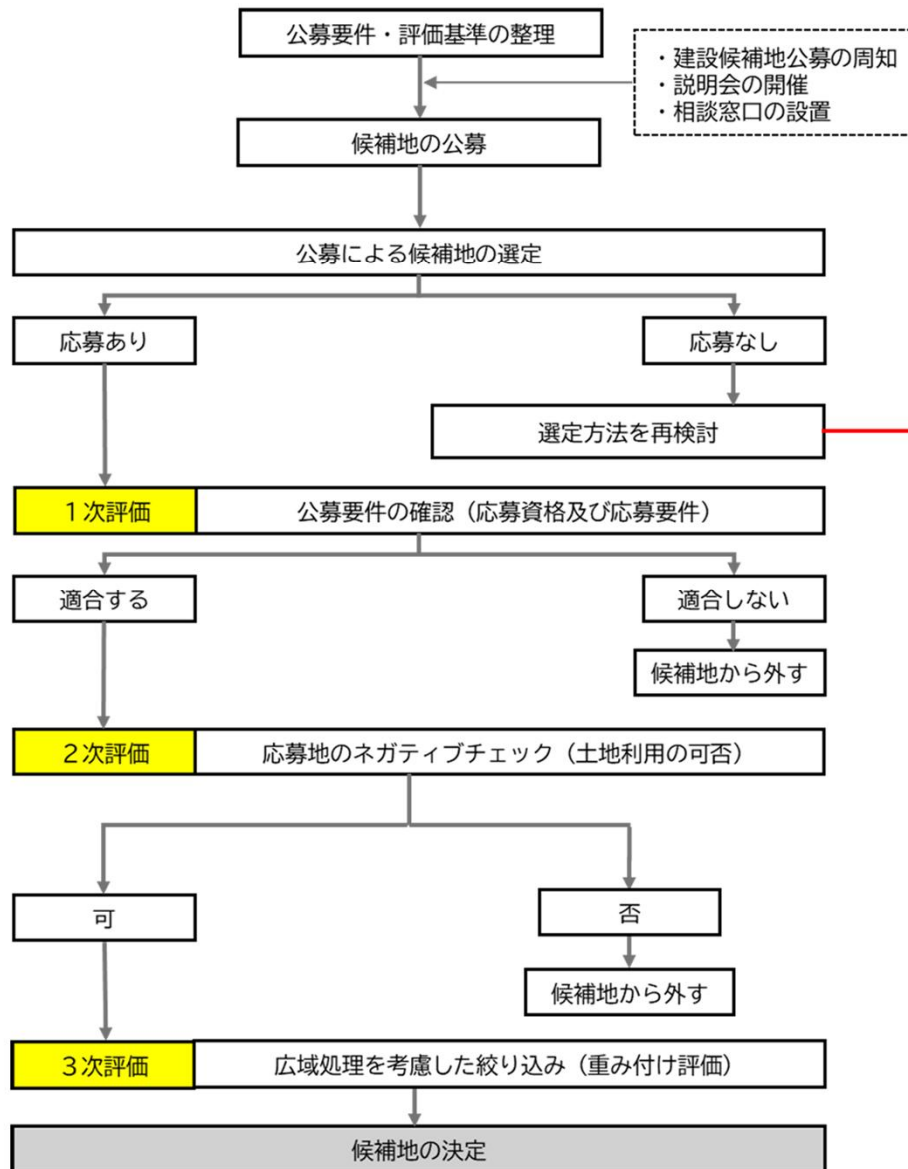 公募要件・評価基準の整理
・建設候補地公募の周知
・説明会の開催
・相談窓口の設置
候補地の公募
公募による候補地の選定
応募あり
応募なし
選定方法を再検討
1次評価
公募要件の確認（応募資格及び応募要件）
適合する
適合しない
候補地から外す
2次評価
応募地のネガティブチェック（土地利用の可否）
可
否
候補地から外す
3次評価
広域処理を考慮した絞り込み（重み付け評価）
候補地の決定